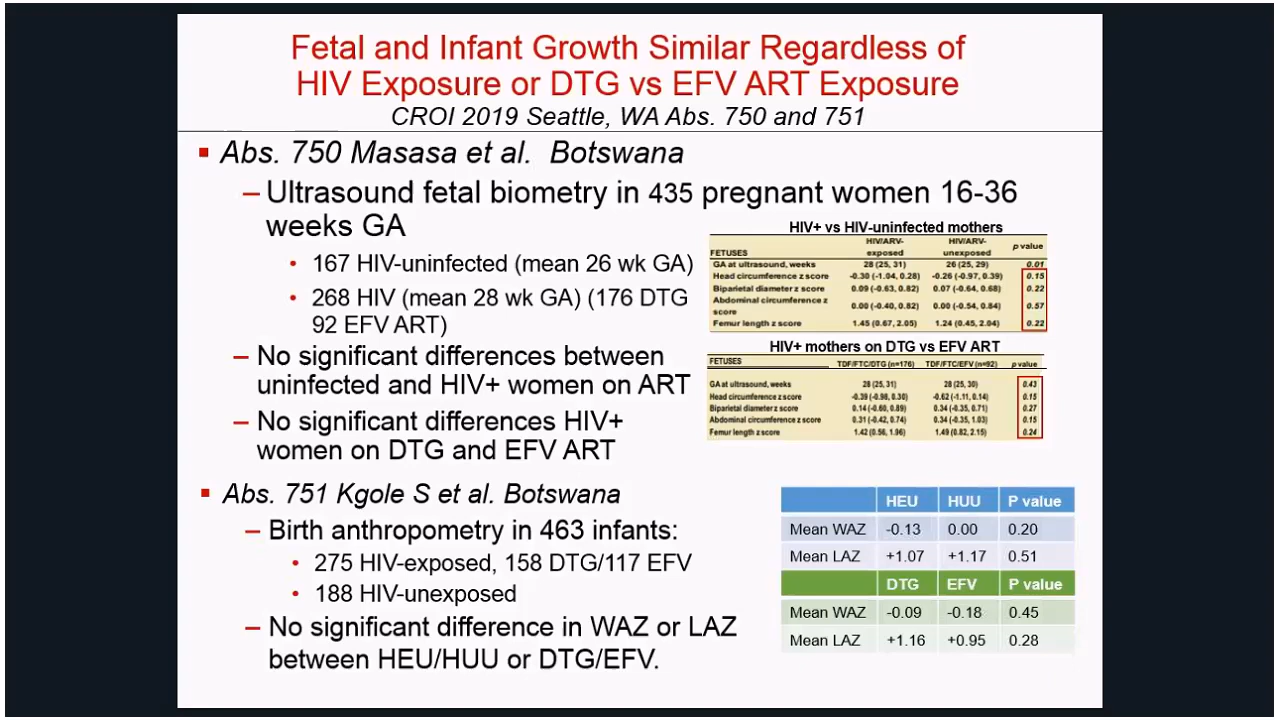 Fetal and Infant Growth Similar Regardless of
HIV Exposure or DTG vs EFV ART Exposure
CROI 2019 Seattle, WA Abs. 750 and 751
▪ Abs. 750 Masasa et al. Botswana
– Ultrasound fetal biometry in 435 pregnant women 16-36
weeks GA
• 167 HIV-uninfected (mean 26 wk GA)
• 268 HIV (mean 28 wk GA) (176 DTG
92 EFV ART)
– No significant differences between
uninfected and HIV+ women on ART
– No significant differences HIV+
women on DTG and EFV ART
HIV+ vs HIV-uninfected mothers
FETUSES HIV/ARV-exposed HIV/ARV-unexposed p value
GA at ultrasound, weeks 28 (25, 31) 26 (25, 29) 0.01
Head circumference z score -0.30 (-1.04, 0.28) -0.26 (-0.97, 0.39) 0.15
Biparietal diameter z score 0.09 (-0.63, 0.82) 0.07 (-0.64, 0.68) 0.22
Abdominal circumference z score 0.00 (-0.40, 0.82) 0.00 (-0.54, 0.84) 0.57
Femur length z score 1.45 (0.67, 2.05) 1.24 (0.45, 2.04) 0.22
HIV+ mothers on DTG vs EFV ART
FETUSES TDF/FTC/DTG (n=176) TDF/FTC/EFV (n=92) p value
GA at ultrasound, weeks 28 (25, 31) 28 (25, 30) 0.43
Head circumference z score -0.39 (-0.98, 0.30) -0.62 (-1.11, 0.14) 0.15
Biparietal diameter z score 0.14 (-0.60, 0.89) 0.34 (-0.35, 0.71) 0.27
Abdominal circumference z score 0.31 (-0.42, 0.74) 0.34 (-0.35, 1.03) 0.15
Femur length z score 1.42 (0.56, 1.96) 1.49 (0.82, 2.15) 0.24
▪ Abs. 751 Kgole S et al. Botswana
– Birth anthropometry in 463 infants:
• 275 HIV-exposed, 158 DTG/117 EFV
• 188 HIV-unexposed
– No significant difference in WAZ or LAZ
between HEU/HUU or DTG/EFV.
HEU HUU P value
Mean WAZ -0.13 0.00 0.20
Mean LAZ +1.07 +1.17 0.51
DTG EFV P value
Mean WAZ -0.09 -0.18 0.45
Mean LAZ +1.16 +0.95 0.28